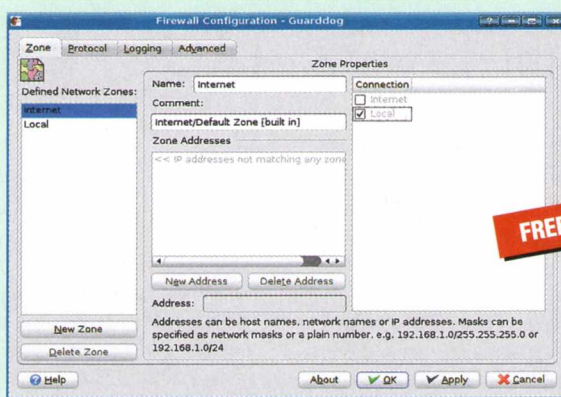 Firewall Configuration - Guarddog
Zone Protocol Logging Advanced
Zone Properties
Defined Network Zones:
Internet
Local
Name: Internet
Comment:
Internet/Default Zone [built in]
Zone Addresses
<< IP addresses not matching any zone
New Address Delete Address
Address:
Connection
Internet
Local
Addresses can be host names, network names or IP addresses. Masks can be
specified as network masks or a plain number. e.g. 192.168.1.0/255.255.255.0 or
192.168.1.0/24
New Zone
Delete Zone
Help About OK Apply Cancel